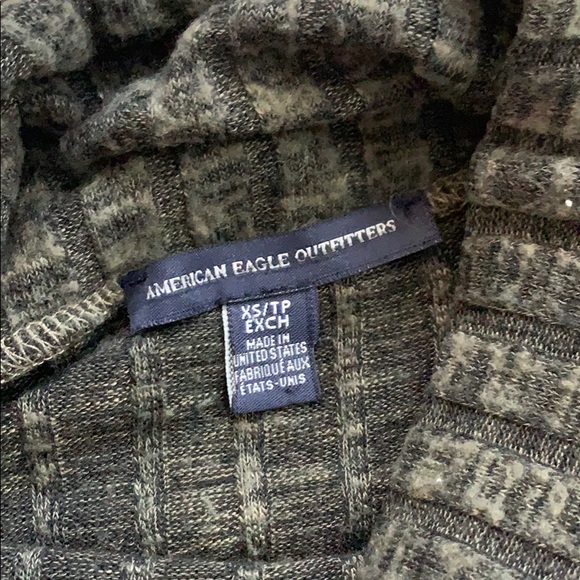 AMERICAN EAGLE OUTFITTERS
XS/TP
EXCH
MADE IN
UNITED STATES
FABRIQUÉ AUX
ÉTATS-UNIS